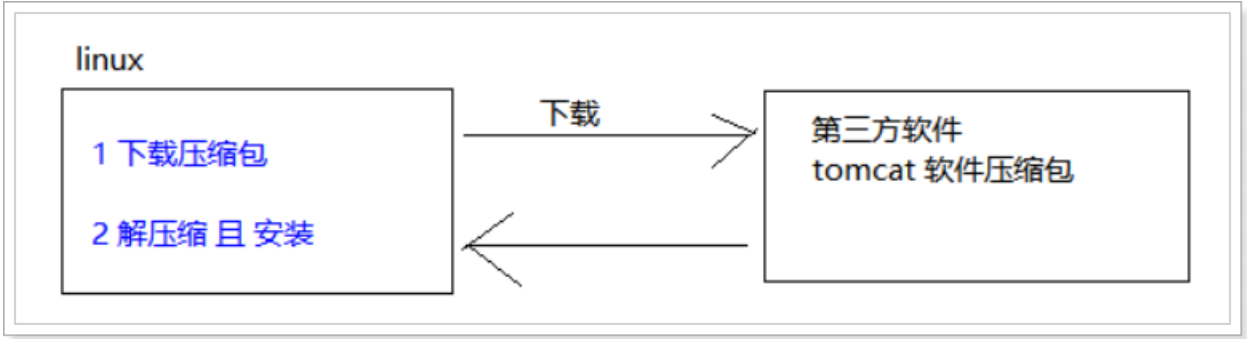 linux
1 下载压缩包
2 解压缩 且 安装
下载
第三方软件
tomcat 软件压缩包